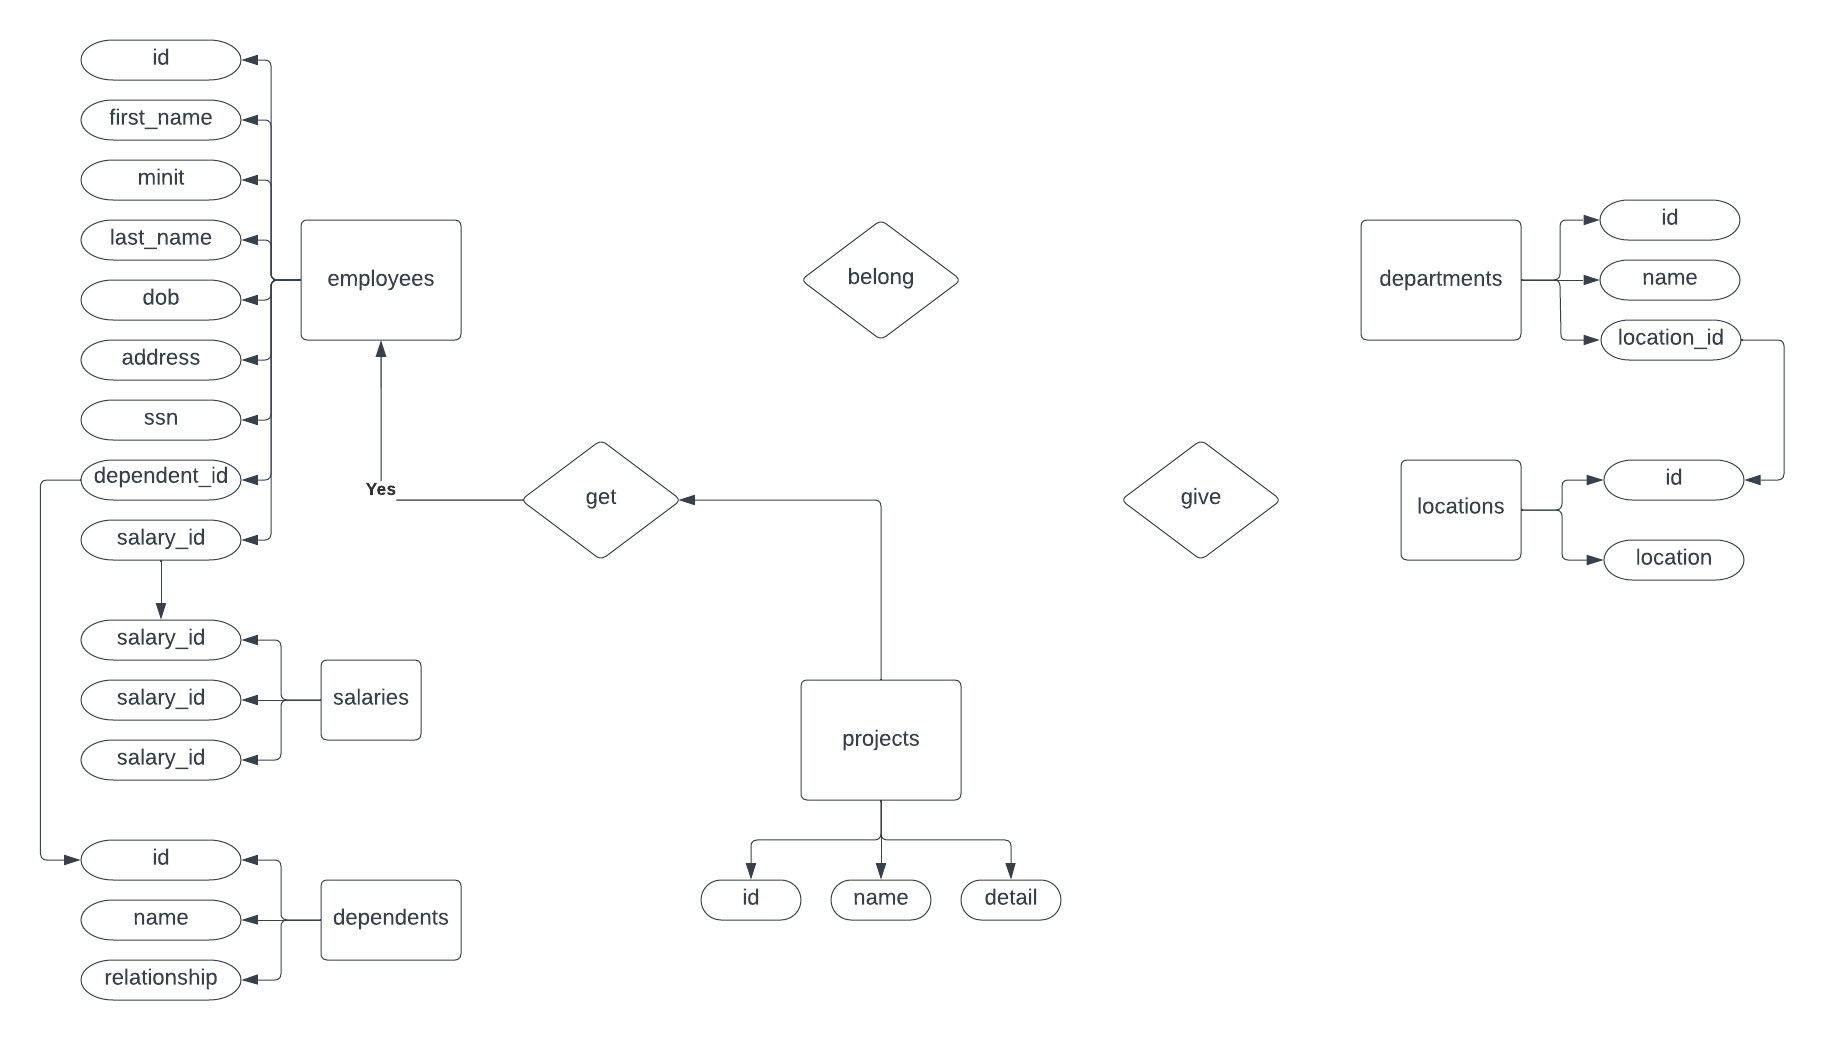 id
first_name
minit
last_name
dob
address
ssn
dependent_id
salary_id
employees
belong
departments
id
name
location_id
Yes
get
give
locations
id
location
salary_id
salary_id
salary_id
salaries
projects
id
name
detail
id
name
relationship
dependents